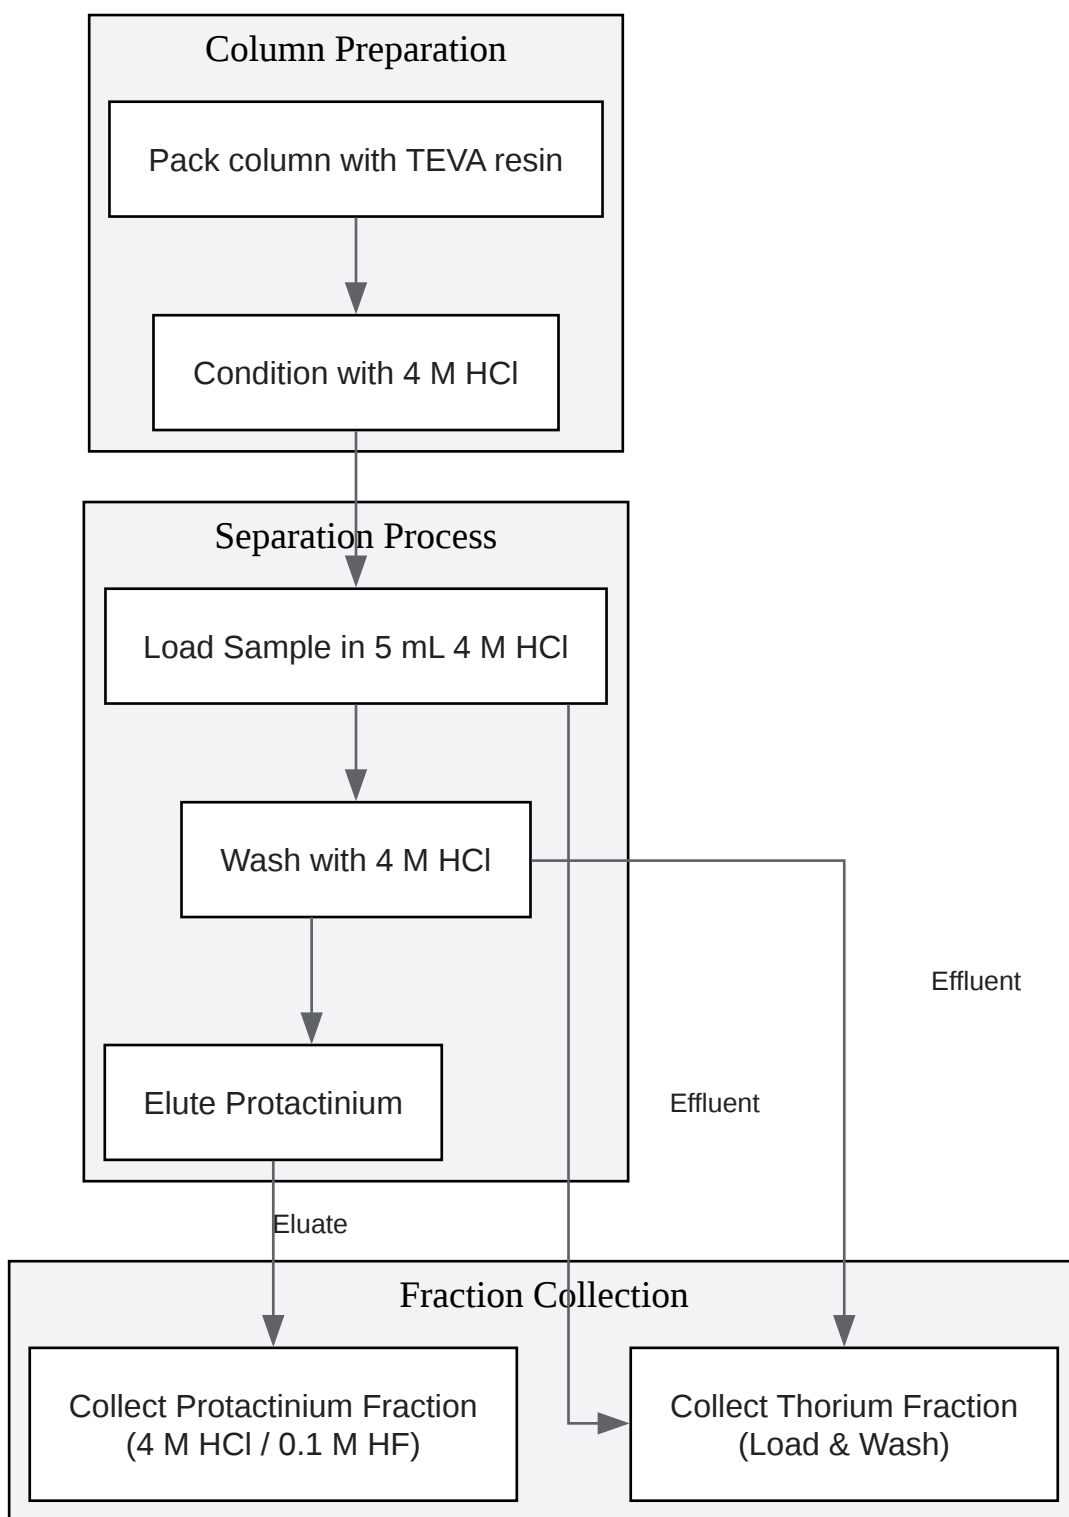 Column Preparation
Pack column with TEVA resin
Condition with 4 M HCl
Separation Process
Load Sample in 5 mL 4 M HCl
Wash with 4 M HCl
Effluent
Elute Protactinium
Effluent
Eluate
Fraction Collection
Collect Protactinium Fraction
(4 M HCl / 0.1 M HF)
Collect Thorium Fraction
(Load & Wash)